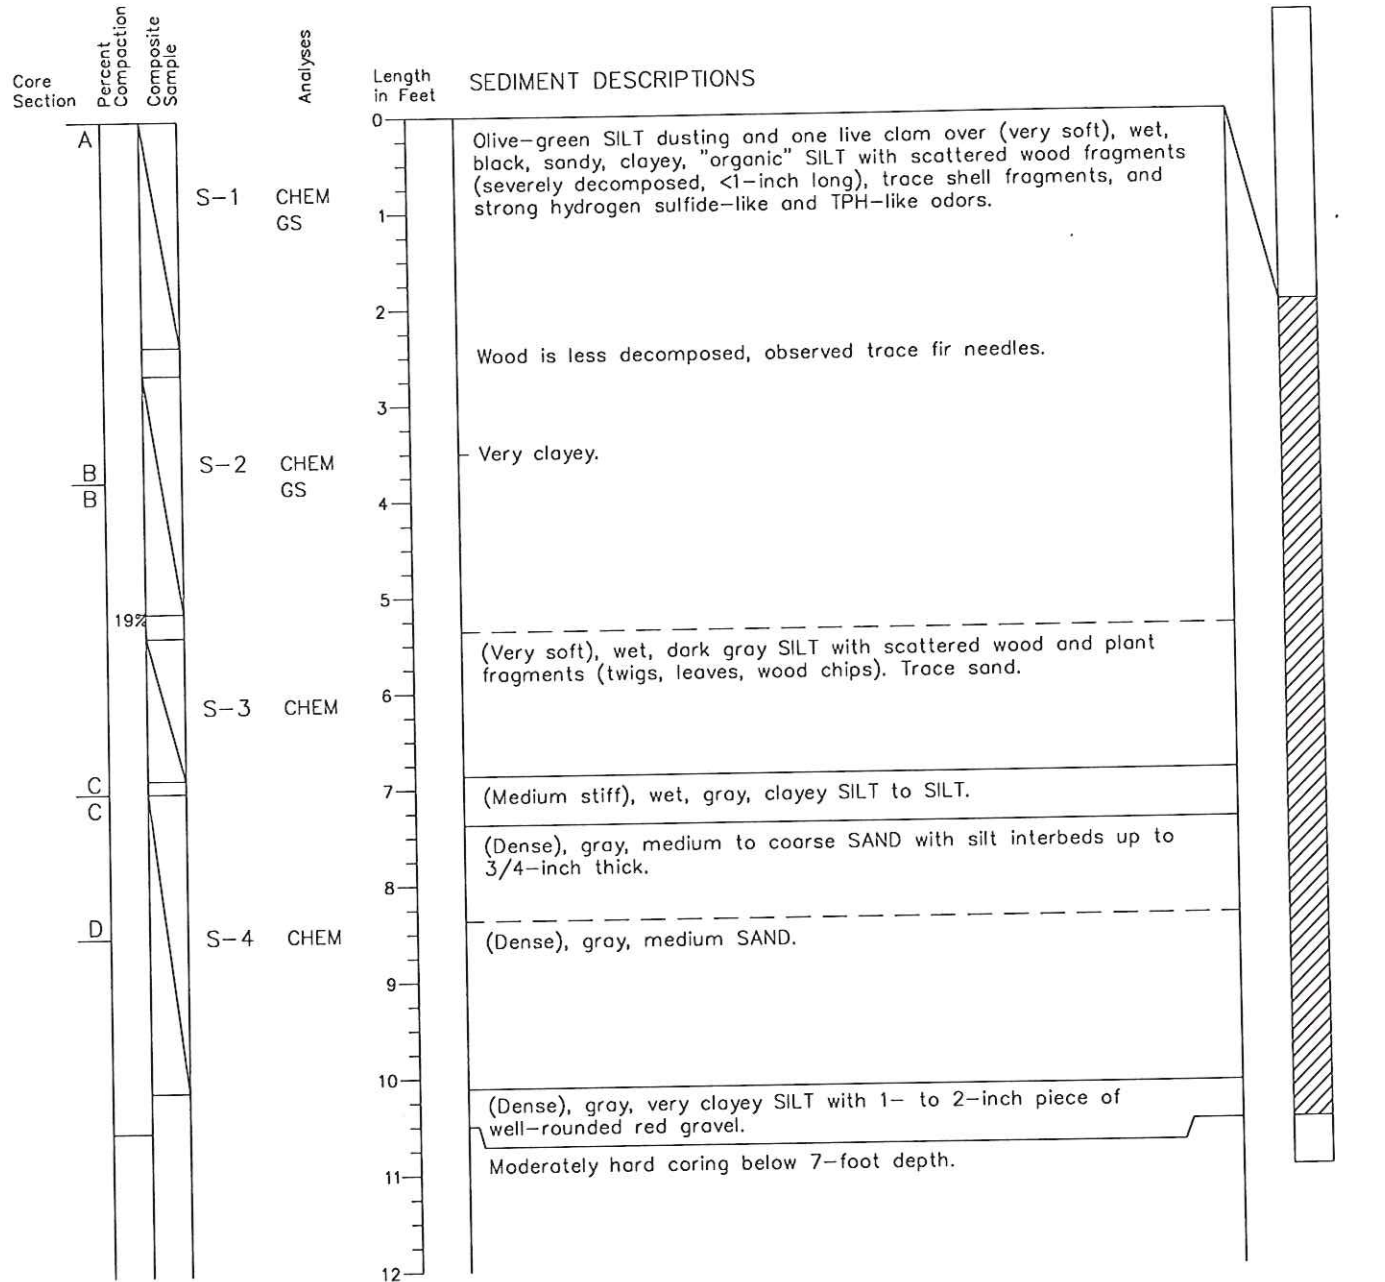 Core
Section
Percent
Compaction
Composite
Sample
Analyses
Length
in Feet
SEDIMENT DESCRIPTIONS
0
A
Olive-green SILT dusting and one live clam over (very soft), wet,
black, sandy, clayey, "organic" SILT with scattered wood fragments
(severely decomposed, <1-inch long), trace shell fragments, and
strong hydrogen sulfide-like and TPH-like odors.
S-1 CHEM
GS
1
2
Wood is less decomposed, observed trace fir needles.
3
Very clayey.
S-2 CHEM
GS
B
B
4
5
19%
(Very soft), wet, dark gray SILT with scattered wood and plant
fragments (twigs, leaves, wood chips). Trace sand.
6
S-3 CHEM
C
C
7
(Medium stiff), wet, gray, clayey SILT to SILT.
(Dense), gray, medium to coarse SAND with silt interbeds up to
3/4-inch thick.
8
D
S-4 CHEM
(Dense), gray, medium SAND.
9
10
(Dense), gray, very clayey SILT with 1- to 2-inch piece of
well-rounded red gravel.
Moderately hard coring below 7-foot depth.
11
12